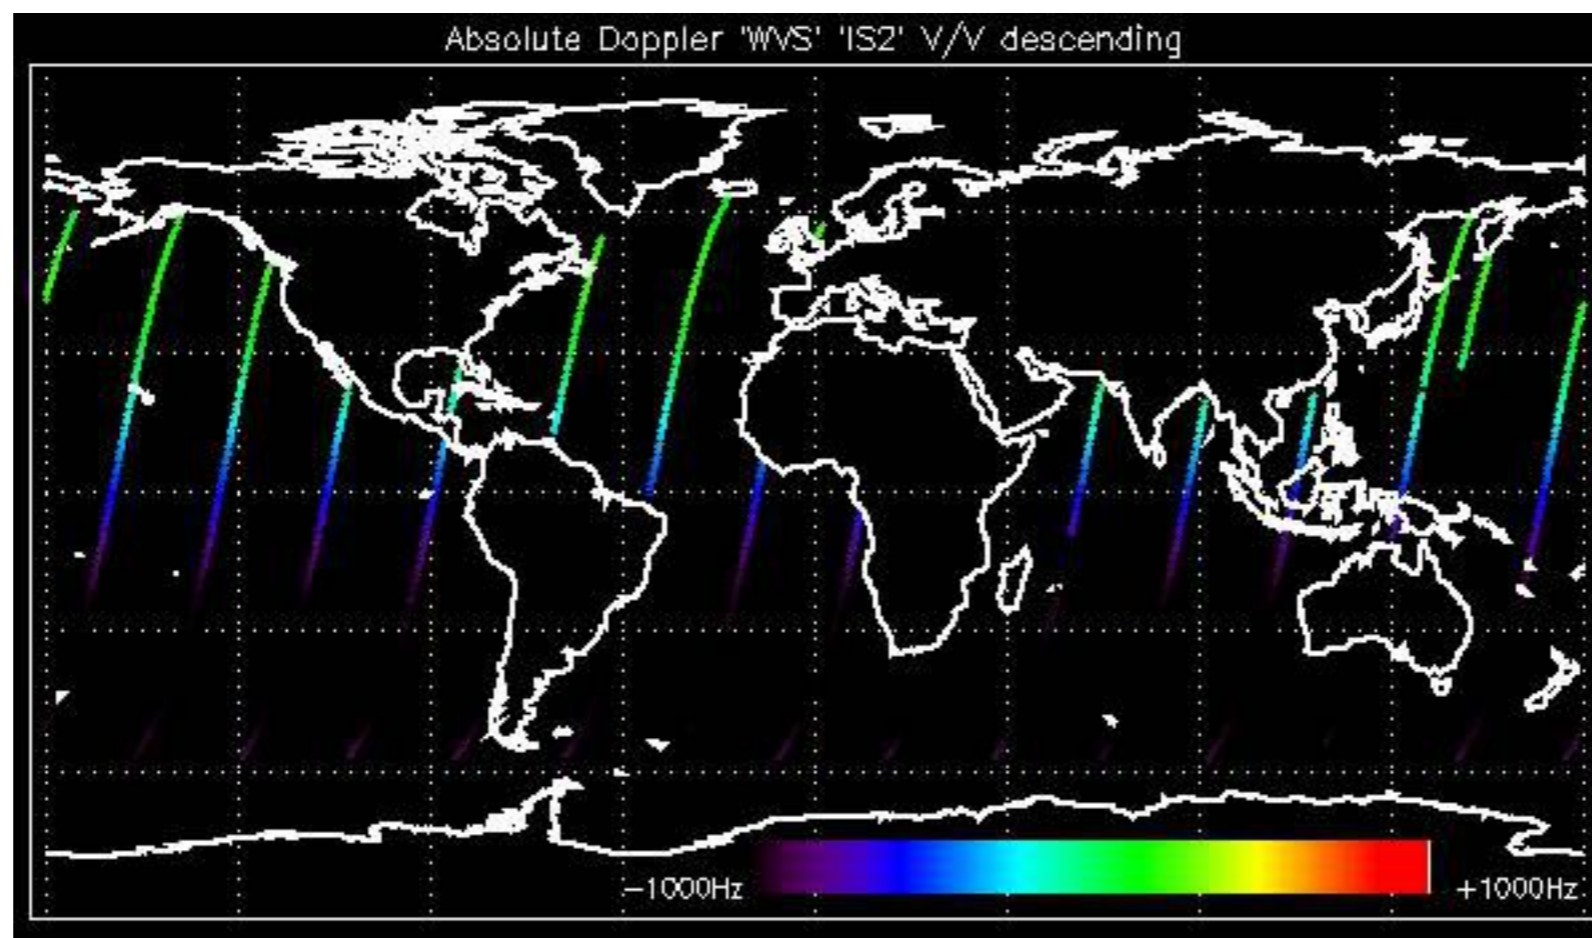 Absolute Doppler 'WVS' 'IS2' V/V descending
-1000Hz
+1000Hz